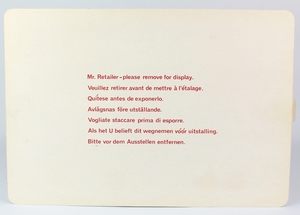 Mr. Retailer - please remove for display.
Veuillez retirer avant de mettre à l'étalage.
Quítese antes de exponerlo.
Avlägsnas före utställande.
Vogliate staccare prima di esporre.
Als het U belieft dit wegnemen vóór uitstalling.
Bitte vor dem Ausstellen entfernen.